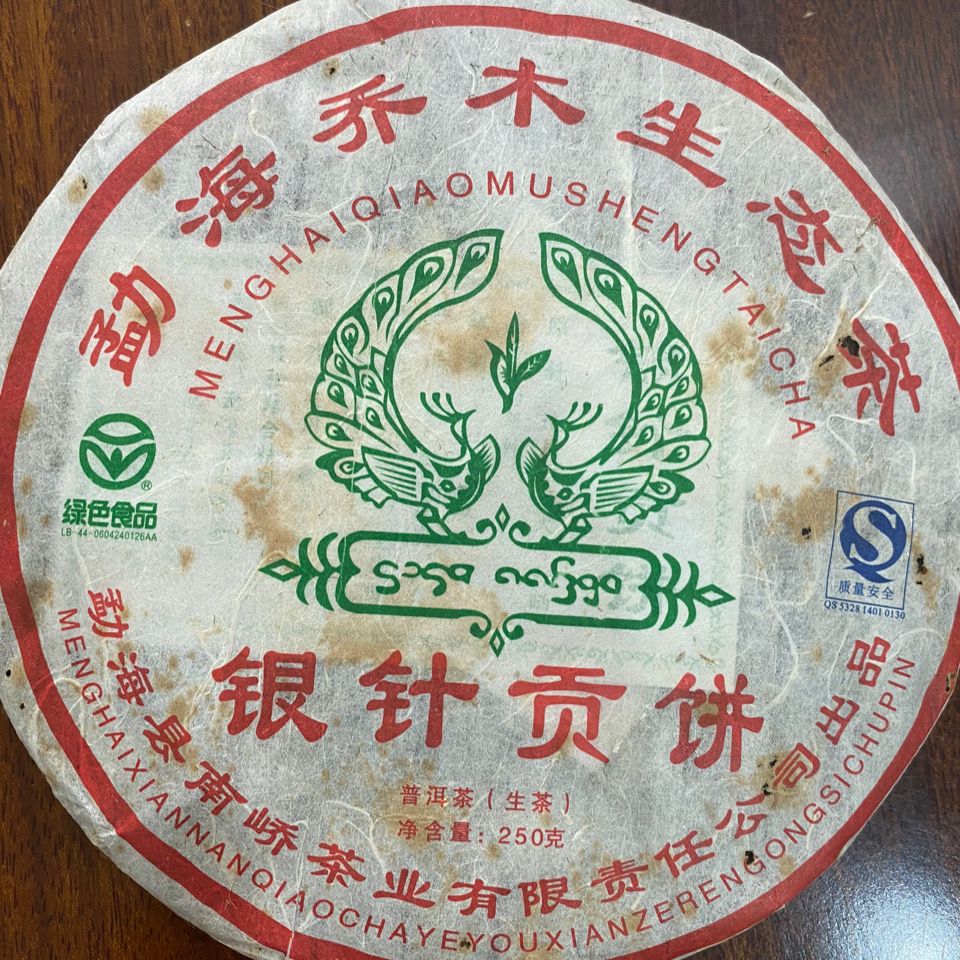 勐海乔木生态茶
MENGHAIQIAOMUSHENGTAICHA
®
绿色食品
LB-44-0604240126AA
质量安全
QS 5328 1401 0130
银针贡饼
普洱茶（生茶）
净含量：250克
勐海县南峤茶业有限责任公司出品
MENGHAIXIANNANQIAOCHAYEYOUXIANZERENGONGSICHUPIN